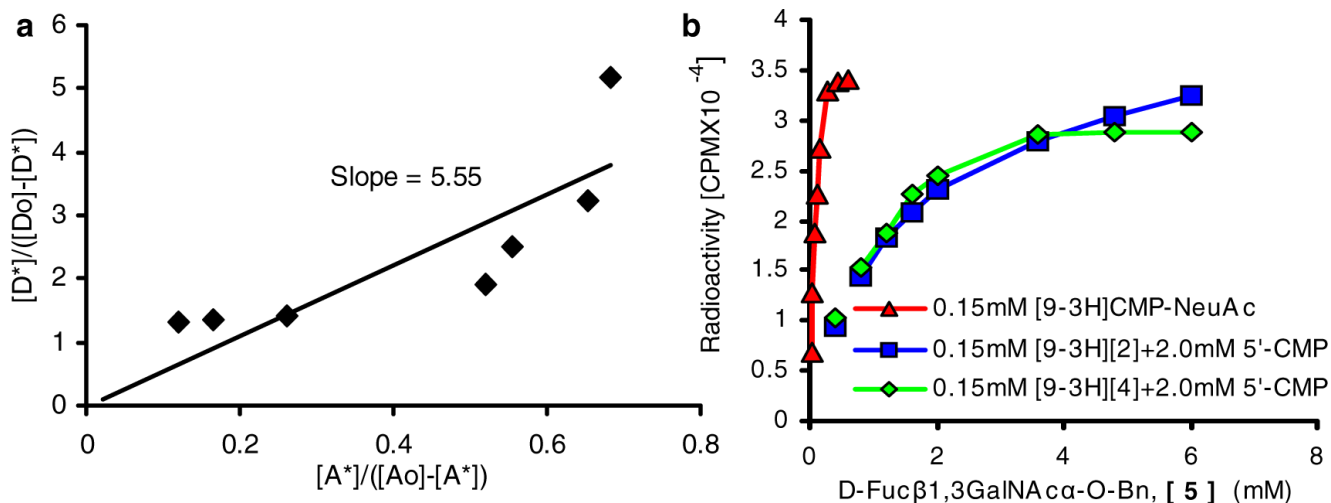 a
6
5
4
3
2
1
0
[D*]/([Do]-[D*])
Slope = 5.55
0 0.2 0.4 0.6 0.8
[A*]/([Ao]-[A*])
b
4
3.5
3
2.5
2
1.5
1
0.5
0
Radioactivity [CPMX10⁻⁴]
0.15mM [9-3H]CMP-NeuAc
0.15mM [9-3H][2]+2.0mM 5'-CMP
0.15mM [9-3H][4]+2.0mM 5'-CMP
0 2 4 6 8
D-Fucβ1,3GalNAcα-O-Bn, [ 5 ] (mM)